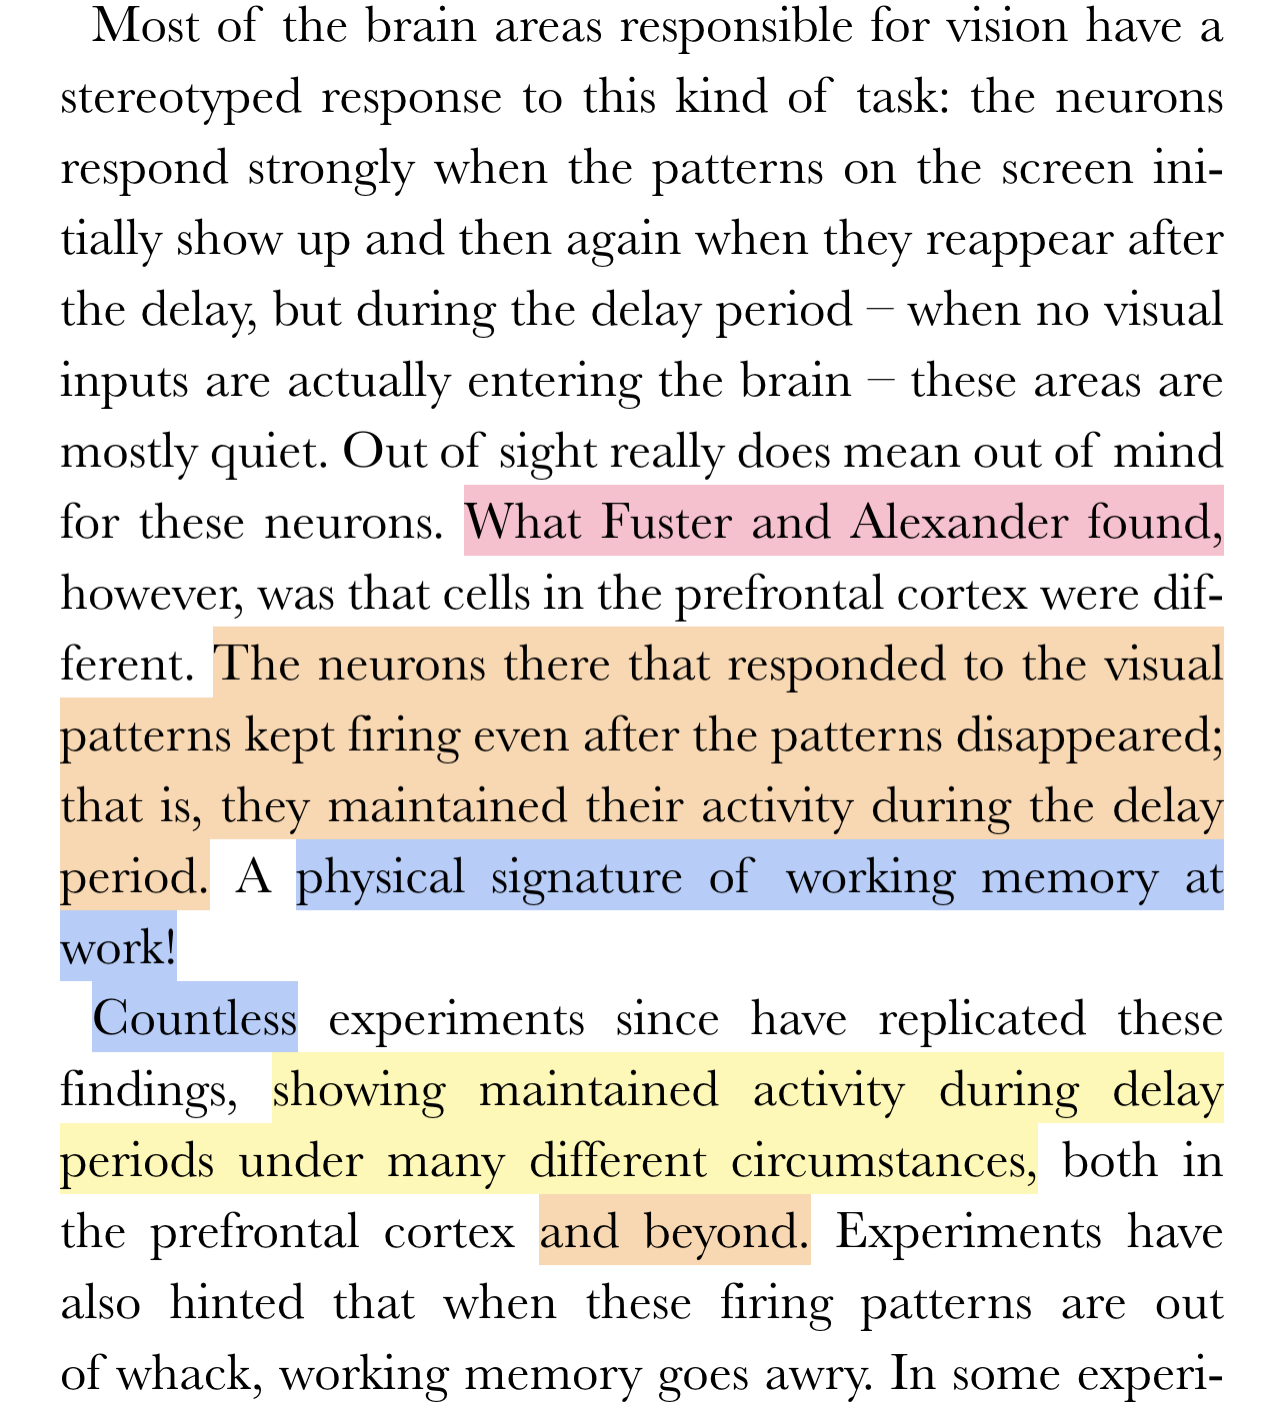 Most of the brain areas responsible for vision have a
stereotyped response to this kind of task: the neurons
respond strongly when the patterns on the screen ini-
tially show up and then again when they reappear after
the delay, but during the delay period – when no visual
inputs are actually entering the brain – these areas are
mostly quiet. Out of sight really does mean out of mind
for these neurons. What Fuster and Alexander found,
however, was that cells in the prefrontal cortex were dif-
ferent. The neurons there that responded to the visual
patterns kept firing even after the patterns disappeared;
that is, they maintained their activity during the delay
period. A physical signature of working memory at
work!
Countless experiments since have replicated these
findings, showing maintained activity during delay
periods under many different circumstances, both in
the prefrontal cortex and beyond. Experiments have
also hinted that when these firing patterns are out
of whack, working memory goes awry. In some experi-